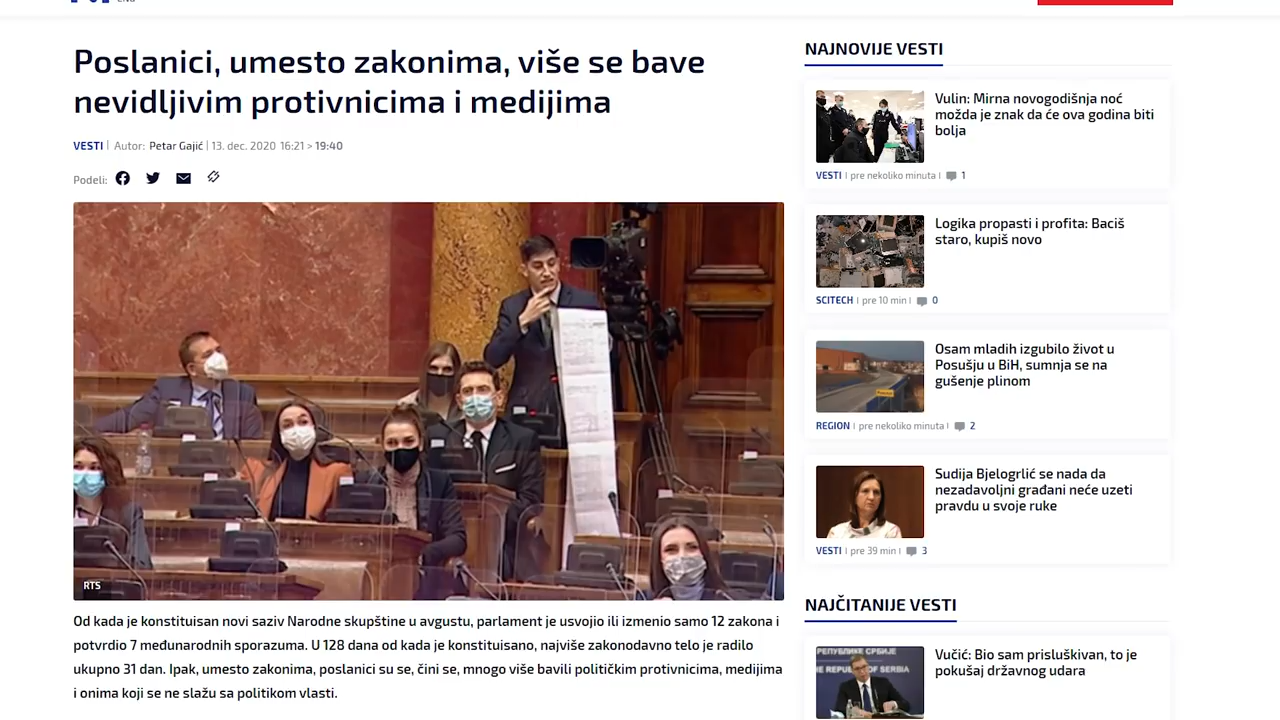 Poslanici, umesto zakonima, više se bave
nevidljivim protivnicima i medijima
VESTI | Autor: Petar Gajić | 13. dec. 2020 16:21 > 19:40
Podeli:
RTS
Od kada je konstituisan novi saziv Narodne skupštine u avgustu, parlament je usvojio ili izmenio samo 12 zakona i
potvrdio 7 međunarodnih sporazuma. U 128 dana od kada je konstituisano, najviše zakonodavno telo je radilo
ukupno 31 dan. Ipak, umesto zakonima, poslanici su se, čini se, mnogo više bavili političkim protivnicima, medijima
i onima koji se ne slažu sa politikom vlasti.
NAJNOVIJE VESTI
Vulin: Mirna novogodišnja noć
možda je znak da će ova godina biti
bolja
VESTI | pre nekoliko minuta | 1
Logika propasti i profita: Baciš
staro, kupiš novo
SCITECH | pre 10 min | 0
Osam mladih izgubilo život u
Posušju u BiH, sumnja se na
gušenje plinom
REGION | pre nekoliko minuta | 2
Sudija Bjelogrlić se nada da
nezadavoljni građani neće uzeti
pravdu u svoje ruke
VESTI | pre 39 min | 3
NAJČITANIJE VESTI
Vučić: Bio sam prisluškivan, to je
pokušaj državnog udara